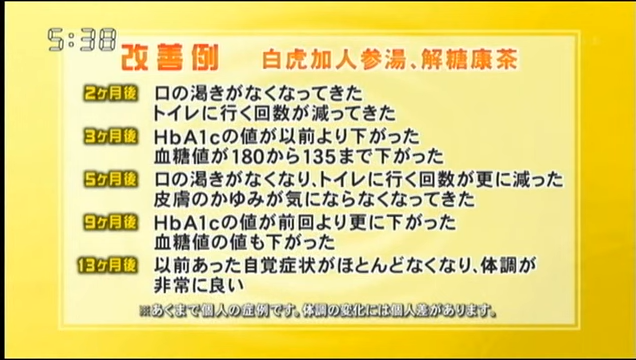 5:38
改善例 白虎加人参湯、解糖康茶
2ヶ月後 口の渇きがなくなってきた
トイレに行く回数が減ってきた
3ヶ月後 HbA1cの値が以前より下がった
血糖値が180から135まで下がった
5ヶ月後 口の渇きがなくなり、トイレに行く回数が更に減った
皮膚のかゆみが気にならなくなってきた
9ヶ月後 HbA1cの値が前回より更に下がった
血糖値の値も下がった
13ヶ月後 以前あった自覚症状がほとんどなくなり、体調が
非常に良い
※あくまで個人の症例です。体調の変化には個人差があります。